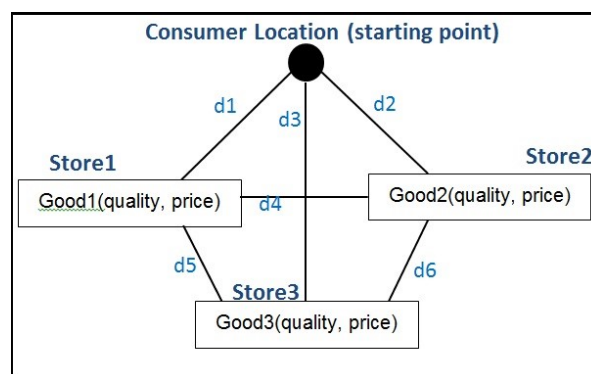 Consumer Location (starting point)
d1
d3
d2
Store1
Store2
Good1(quality, price)
d4
Good2(quality, price)
d5
Store3
d6
Good3(quality, price)